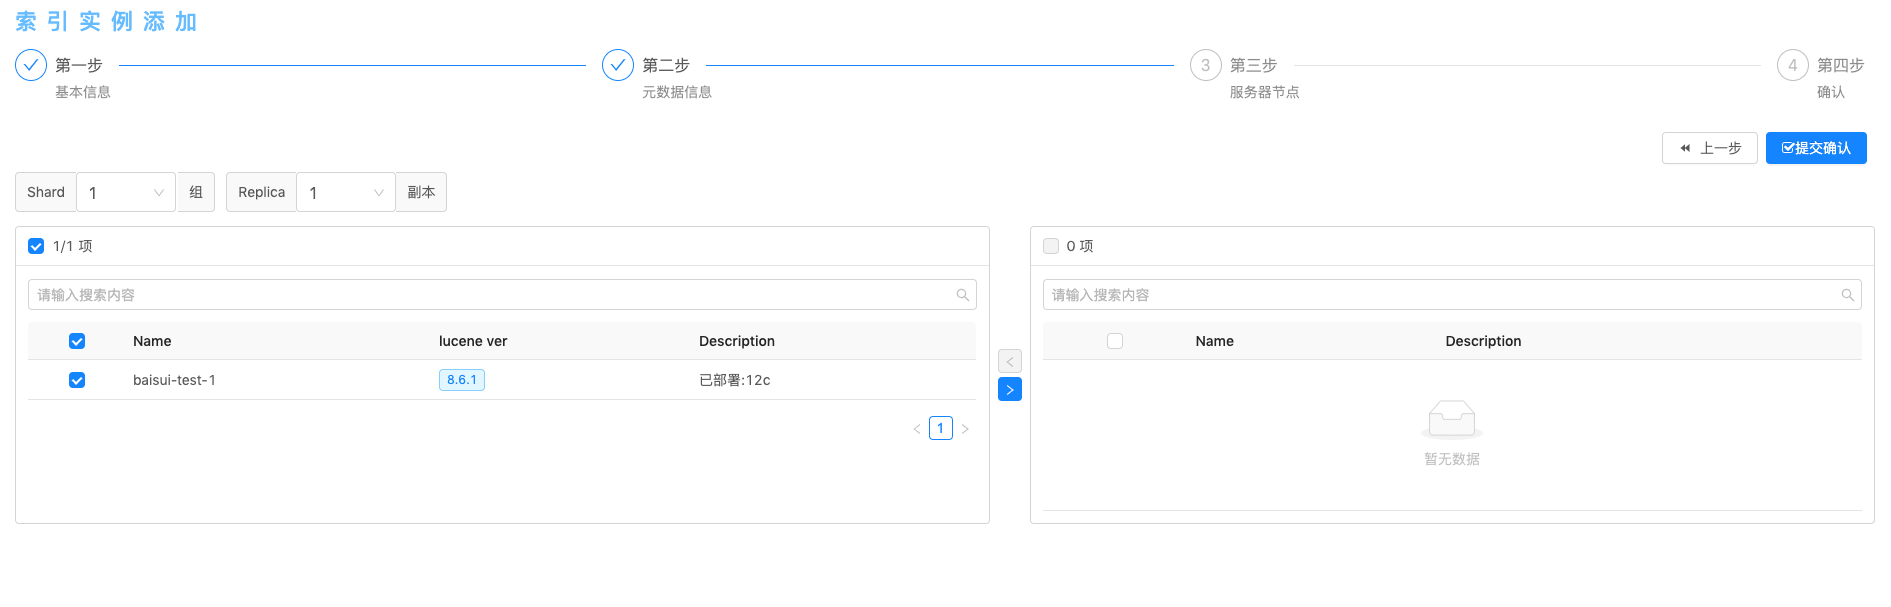 索引实例添加
第一步
基本信息
第二步
元数据信息
3 第三步
服务器节点
4 第四步
确认
上一步
提交确认
Shard 1 组 Replica 1 副本
1/1 项
请输入搜索内容
Name lucene ver Description
baisui-test-1 8.6.1 已部署:12c
< 1 >
<
>
0 项
请输入搜索内容
Name Description
暂无数据